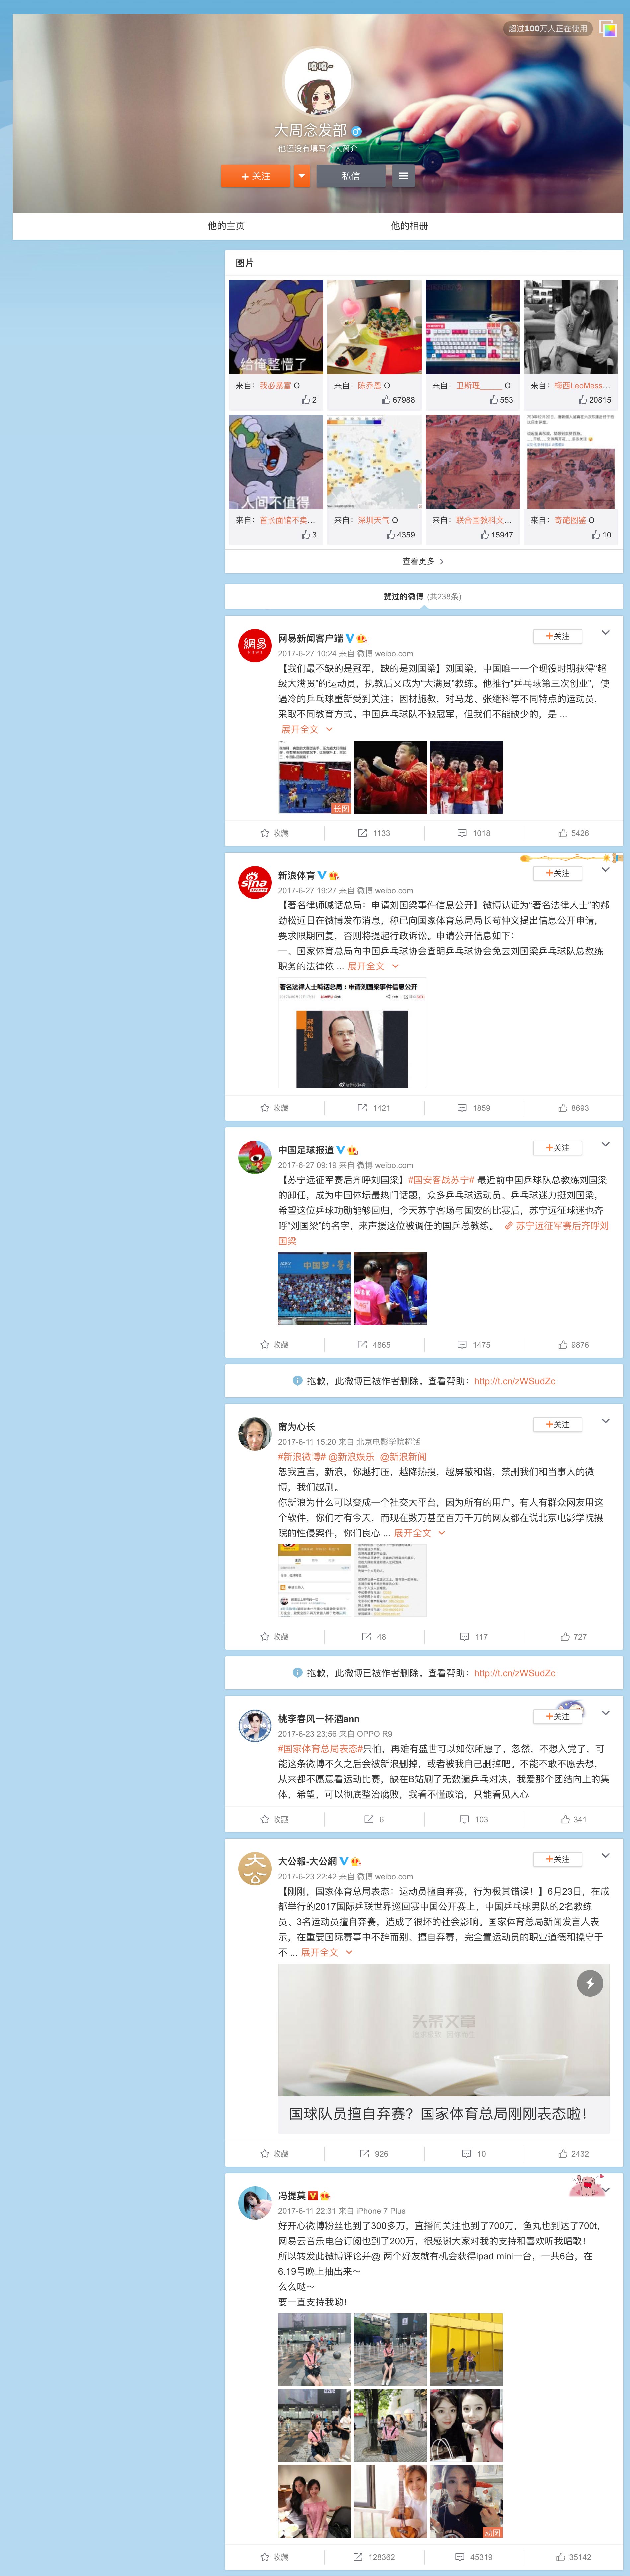 超过100万人正在使用
嘻嘻~
大周念发部
他还没有填写个人简介
+ 关注
私信
他的主页
他的相册
图片
给俺整懵了
来自：我必暴富 O
2
来自：陈乔恩 O
67988
来自：卫斯理_____ O
553
来自：梅西LeoMess...
20815
人间不值得
来自：首长面馆不卖...
3
来自：深圳天气 O
4359
来自：联合国教科文...
15947
来自：奇葩图鉴 O
10
查看更多
赞过的微博 (共238条)
网易新闻客户端
+关注
網易
NEWS
2017-6-27 10:24 来自 微博 weibo.com
【我们最不缺的是冠军，缺的是刘国梁】刘国梁，中国唯一一个现役时期获得“超
级大满贯”的运动员，执教后又成为“大满贯”教练。他推行“乒乓球第三次创业”，使
遇冷的乒乓球重新受到关注；因材施教，对马龙、张继科等不同特点的运动员，
采取不同教育方式。中国乒乓球队不缺冠军，但我们不能缺少的，是 ...
展开全文
长图
收藏
1133
1018
5426
新浪体育
+关注
sina
2017-6-27 19:27 来自 微博 weibo.com
【著名律师喊话总局：申请刘国梁事件信息公开】微博认证为“著名法律人士”的郝
劲松近日在微博发布消息，称已向国家体育总局局长苟仲文提出信息公开申请，
要求限期回复，否则将提起行政诉讼。申请公开信息如下：
一、国家体育总局向中国乒乓球协会查明乒乓球协会免去刘国梁乒乓球队总教练
职务的法律依 ... 展开全文
著名法律人士喊话总局：申请刘国梁事件信息公开
郝劲松
收藏
1421
1859
8693
中国足球报道
+关注
2017-6-27 09:19 来自 微博 weibo.com
【苏宁远征军赛后齐呼刘国梁】#国安客战苏宁# 最近前中国乒乓球队总教练刘国梁
的卸任，成为中国体坛最热门话题，众多乒乓球运动员、乒乓球迷力挺刘国梁，
希望这位乒乓球功勋能够回归，今天苏宁客场与国安的比赛后，苏宁远征球迷也齐
呼“刘国梁”的名字，来声援这位被调任的国乒总教练。 苏宁远征军赛后齐呼刘
国梁
收藏
4865
1475
9876
抱歉，此微博已被作者删除。查看帮助：http://t.cn/zWSudZc
甯为心长
+关注
2017-6-11 15:20 来自 北京电影学院超话
#新浪微博# @新浪娱乐 @新浪新闻
恕我直言，新浪，你越打压，越降热搜，越屏蔽和谐，禁删我们和当事人的微
博，我们越刷。
你新浪为什么可以变成一个社交大平台，因为所有的用户。有人有群众网友用这
个软件，你们才有今天，而现在数万甚至百万千万的网友都在说北京电影学院摄
院的性侵案件，你们良心 ... 展开全文
收藏
48
117
727
抱歉，此微博已被作者删除。查看帮助：http://t.cn/zWSudZc
桃李春风一杯酒ann
+关注
2017-6-23 23:56 来自 OPPO R9
#国家体育总局表态#只怕，再难有盛世可以如你所愿了，忽然，不想入党了，可
能这条微博不久之后会被新浪删掉，或者被我自己删掉吧。不能不敢不愿去想，
从来都不愿意看运动比赛，缺在B站刷了无数遍乒乓对决，我爱那个团结向上的集
体，希望，可以彻底整治腐败，我看不懂政治，只能看见人心
收藏
6
103
341
大公報-大公網
+关注
大
公
2017-6-23 22:42 来自 微博 weibo.com
【刚刚，国家体育总局表态：运动员擅自弃赛，行为极其错误！】6月23日，在成
都举行的2017国际乒联世界巡回赛中国公开赛上，中国乒乓球男队的2名教练
员、3名运动员擅自弃赛，造成了很坏的社会影响。国家体育总局新闻发言人表
示，在重要国际赛事中不辞而别、擅自弃赛，完全置运动员的职业道德和操守于
不 ... 展开全文
头条文章
国球队员擅自弃赛？国家体育总局刚刚表态啦！
收藏
926
10
2432
冯提莫
2017-6-11 22:31 来自 iPhone 7 Plus
好开心微博粉丝也到了300多万，直播间关注也到了700万，鱼丸也到达了700t，
网易云音乐电台订阅也到了200万，很感谢大家对我的支持和喜欢听我唱歌！
所以转发此微博评论并@ 两个好友就有机会获得ipad mini一台，一共6台，在
6.19号晚上抽出来～
么么哒～
要一直支持我哟！
动图
收藏
128362
45319
35142